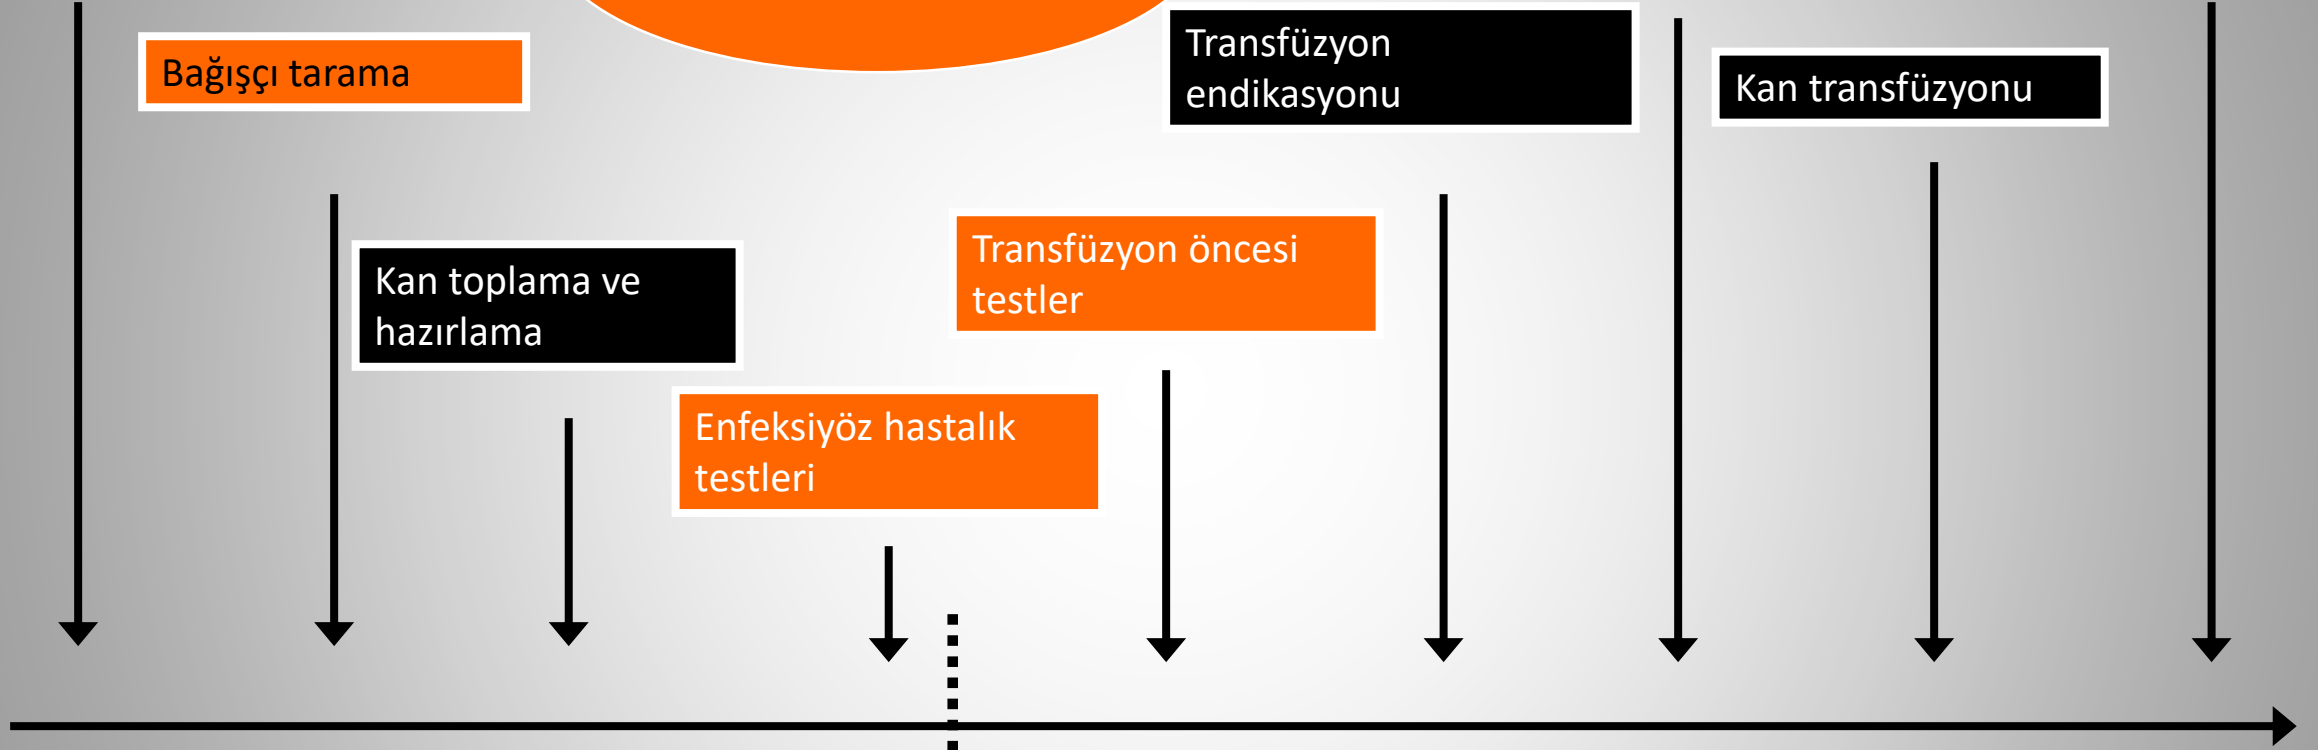 Bağışçı tarama
Kan toplama ve
hazırlama
Enfeksiyöz hastalık
testleri
Transfüzyon öncesi
testler
Transfüzyon
endikasyonu
Kan transfüzyonu